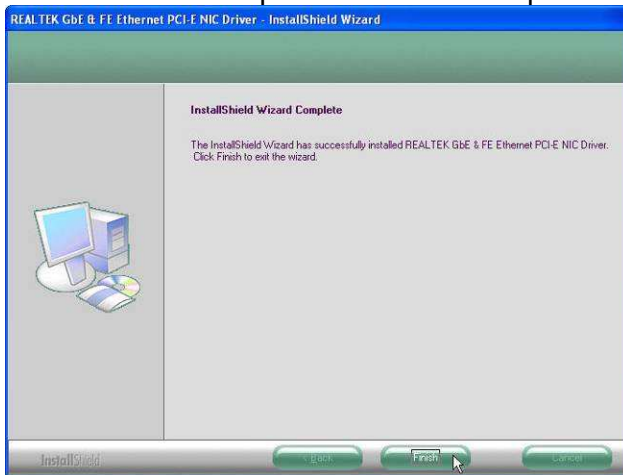 REALTEK GbE & FE Ethernet PCI-E NIC Driver - InstallShield Wizard
InstallShield Wizard Complete
The InstallShield Wizard has successfully installed REALTEK GbE & FE Ethernet PCI-E NIC Driver.
Click Finish to exit the wizard.
InstallShield
< Back
Finish
Cancel